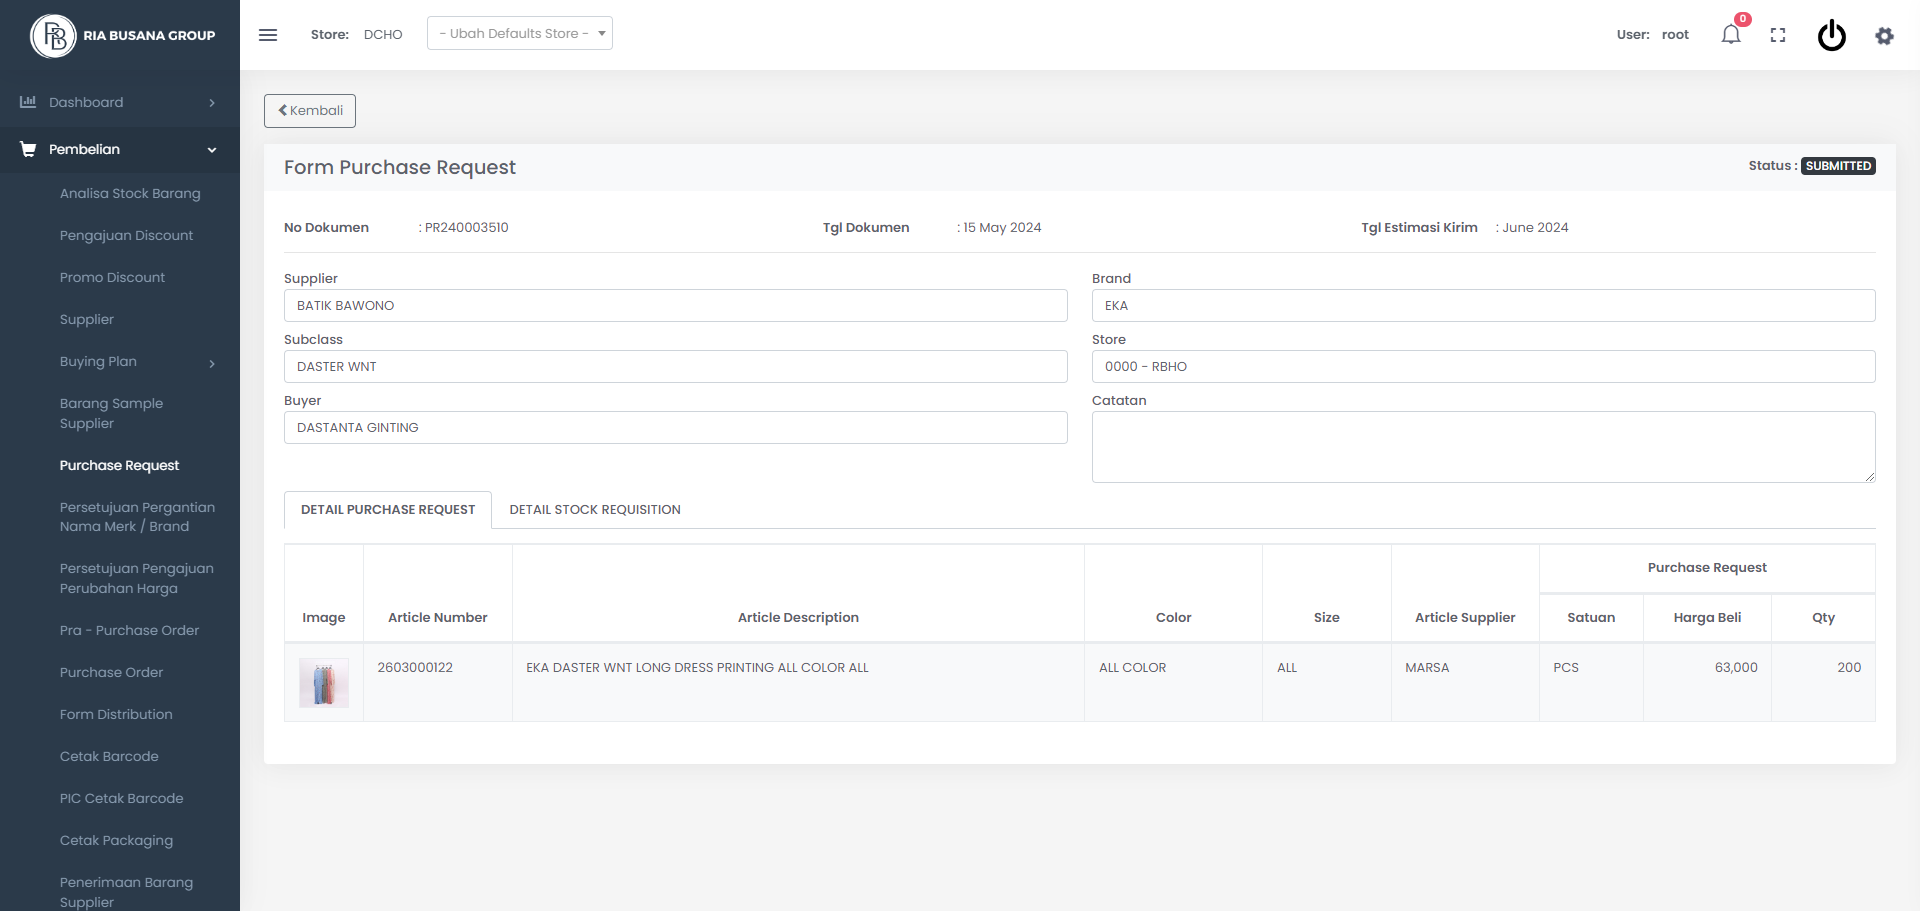 RIA BUSANA GROUP
Store: DCHO
- Ubah Defaults Store -
User: root
0
Dashboard
Pembelian
Analisa Stock Barang
Pengajuan Discount
Promo Discount
Supplier
Buying Plan
Barang Sample
Supplier
Purchase Request
Persetujuan Pergantian
Nama Merk / Brand
Persetujuan Pengajuan
Perubahan Harga
Pra - Purchase Order
Purchase Order
Form Distribution
Cetak Barcode
PIC Cetak Barcode
Cetak Packaging
Penerimaan Barang
Supplier
Kembali
Form Purchase Request
Status : SUBMITTED
No Dokumen : PR240003510
Tgl Dokumen : 15 May 2024
Tgl Estimasi Kirim : June 2024
Supplier
BATIK BAWONO
Brand
EKA
Subclass
DASTER WNT
Store
0000 - RBHO
Buyer
DASTANTA GINTING
Catatan
DETAIL PURCHASE REQUEST
DETAIL STOCK REQUISITION
Purchase Request
Image Article Number Article Description Color Size Article Supplier Satuan Harga Beli Qty
2603000122 EKA DASTER WNT LONG DRESS PRINTING ALL COLOR ALL ALL COLOR ALL MARSA PCS 63,000 200